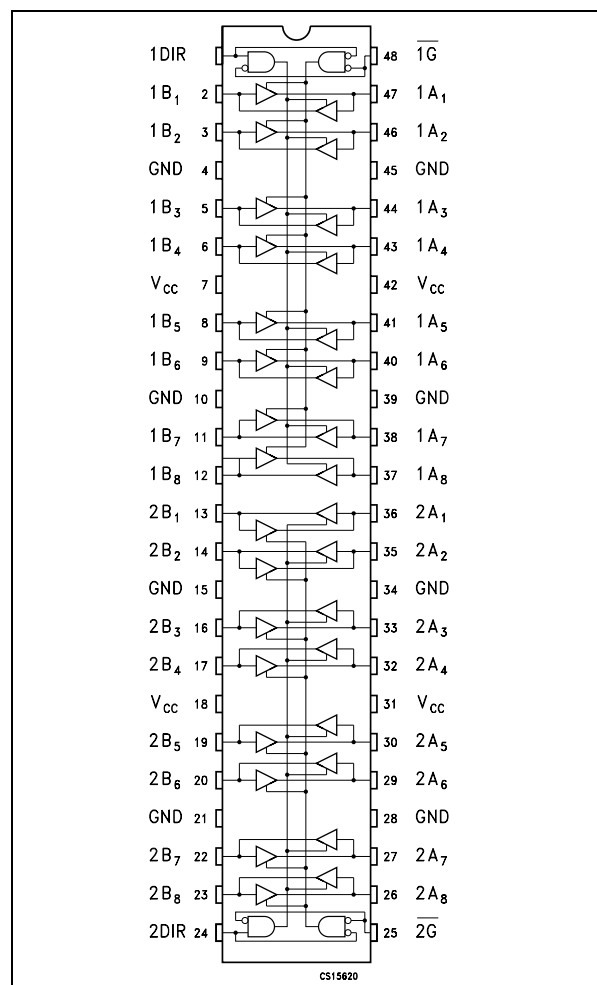 1DIR 48 1G
1B1 2 47 1A1
1B2 3 46 1A2
GND 4 45 GND
1B3 5 44 1A3
1B4 6 43 1A4
VCC 7 42 VCC
1B5 8 41 1A5
1B6 9 40 1A6
GND 10 39 GND
1B7 11 38 1A7
1B8 12 37 1A8
2B1 13 36 2A1
2B2 14 35 2A2
GND 15 34 GND
2B3 16 33 2A3
2B4 17 32 2A4
VCC 18 31 VCC
2B5 19 30 2A5
2B6 20 29 2A6
GND 21 28 GND
2B7 22 27 2A7
2B8 23 26 2A8
2DIR 24 25 2G
CS15620